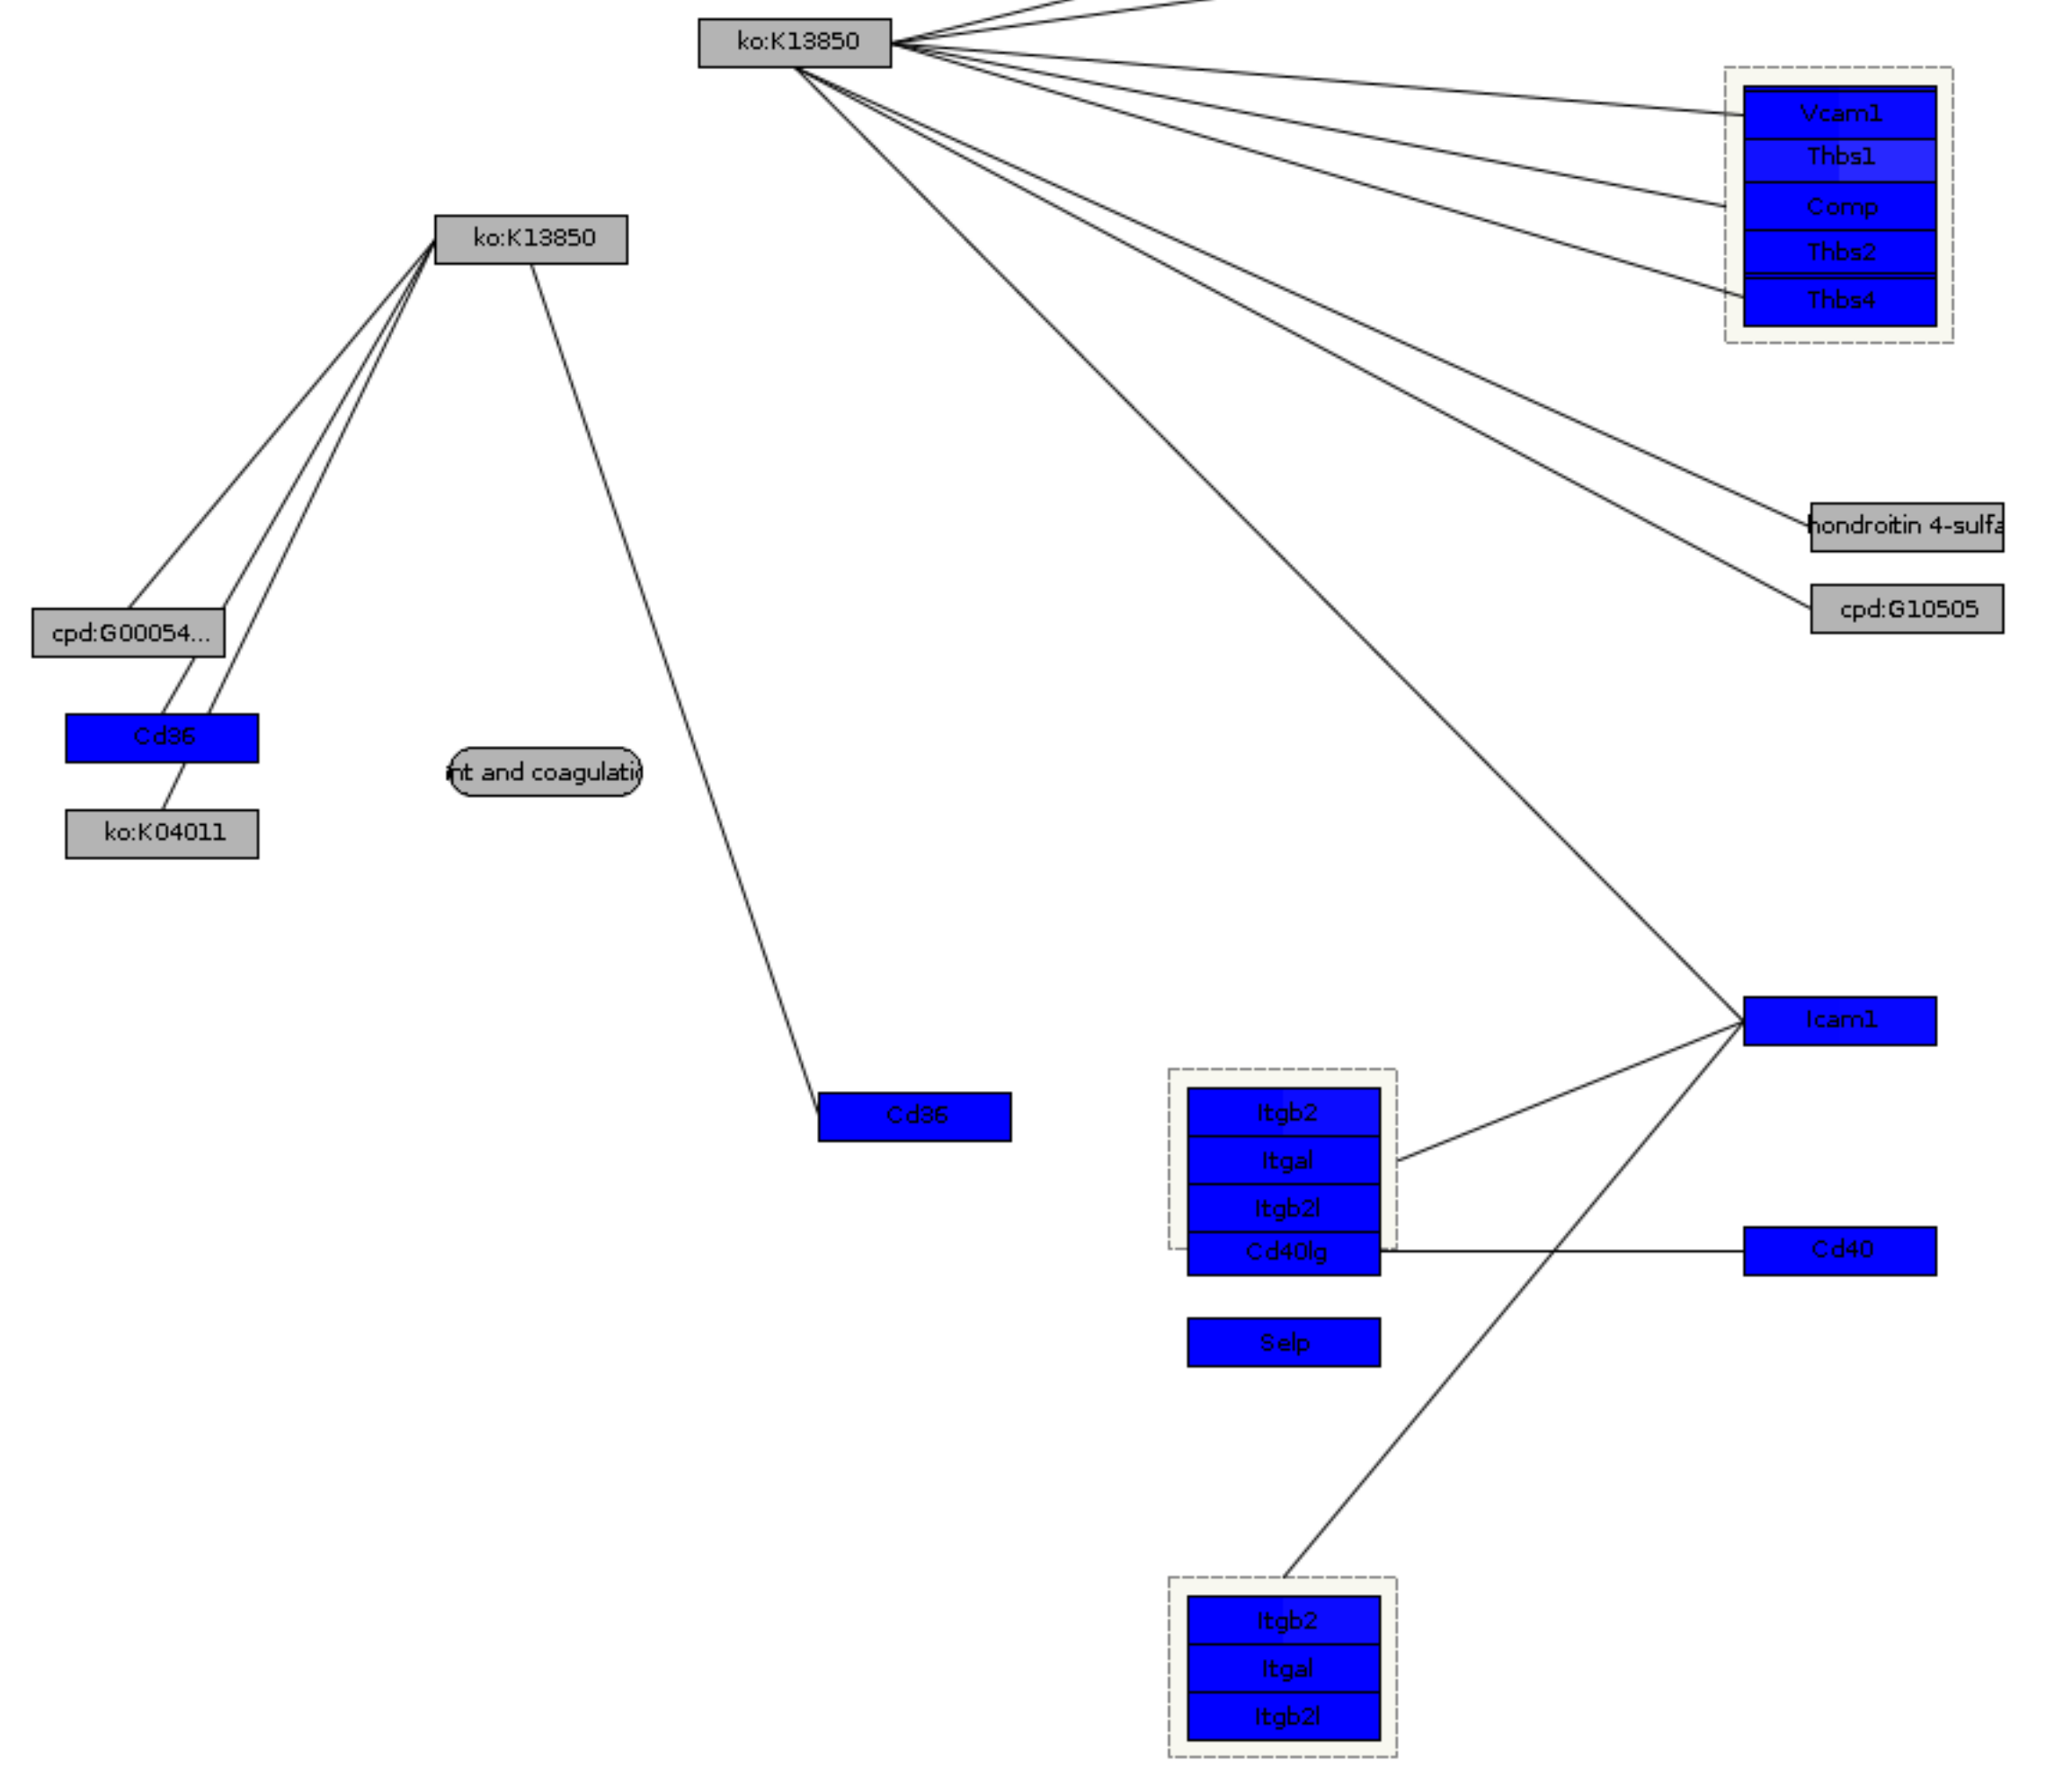 ko:K13850
Vcam1
Thbs1
Comp
Thbs2
Thbs4
ko:K13850
hondroitin 4-sulfa
cpd:G10505
cpd:G00054...
Cd36
nt and coagulatio
ko:K04011
Icam1
Cd36
Itgb2
Itgal
Itgb2l
Cd40lg
Cd40
Selp
Itgb2
Itgal
Itgb2l